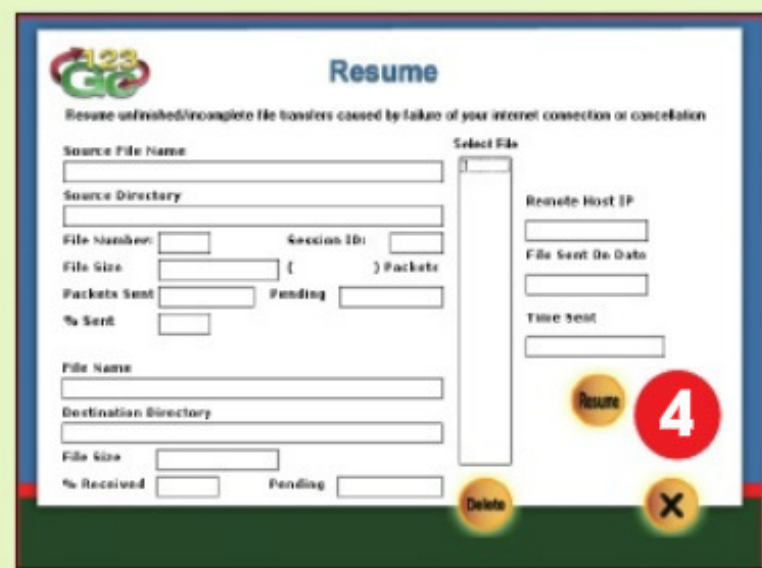 123
GO
Resume
Resume unfinished/incomplete file transfers caused by failure of your internet connection or cancellation
Source File Name
Source Directory
File Number:
Session ID:
File Size
( ) Packets
Packets Sent
Pending
% Sent
File Name
Destination Directory
File Size
% Received
Pending
Select File
Delete
Remote Host IP
File Sent On Date
Time Sent
Resume
4
X